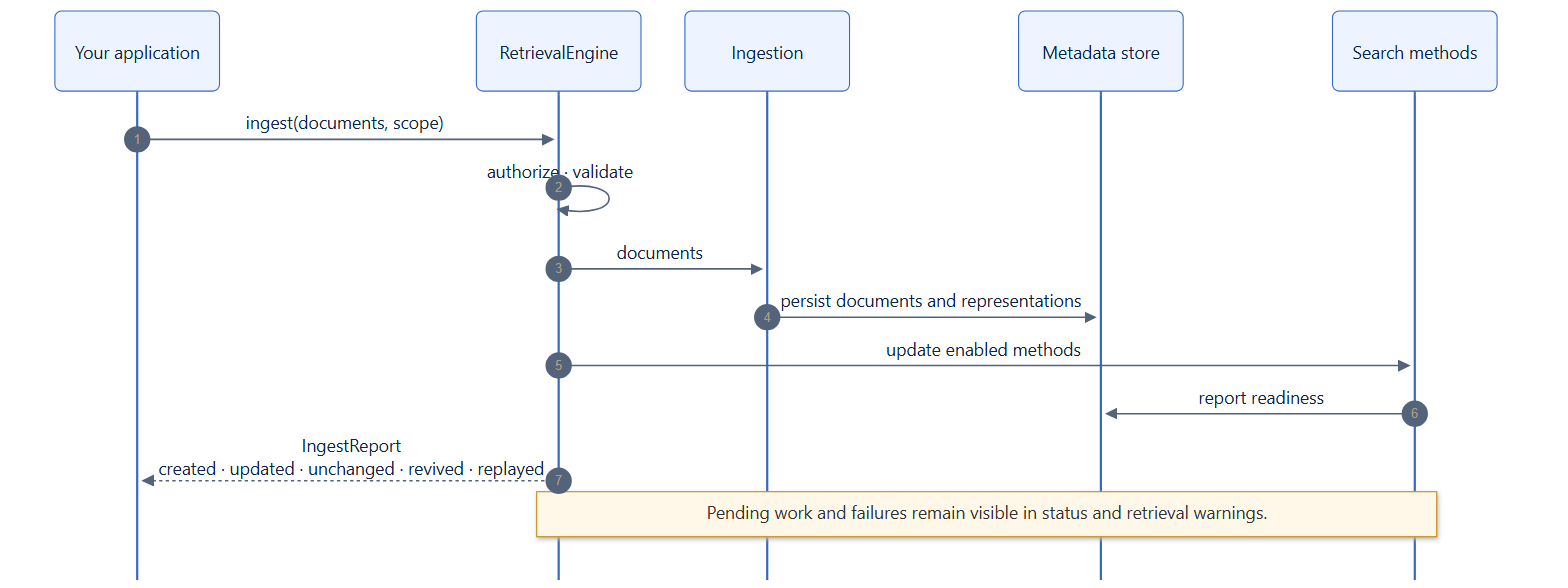 Your application
RetrievalEngine
Ingestion
Metadata store
Search methods
ingest(documents, scope)
1
authorize · validate
2
documents
3
persist documents and representations
4
update enabled methods
5
report readiness
6
IngestReport
created · updated · unchanged · revived · replayed
7
Pending work and failures remain visible in status and retrieval warnings.